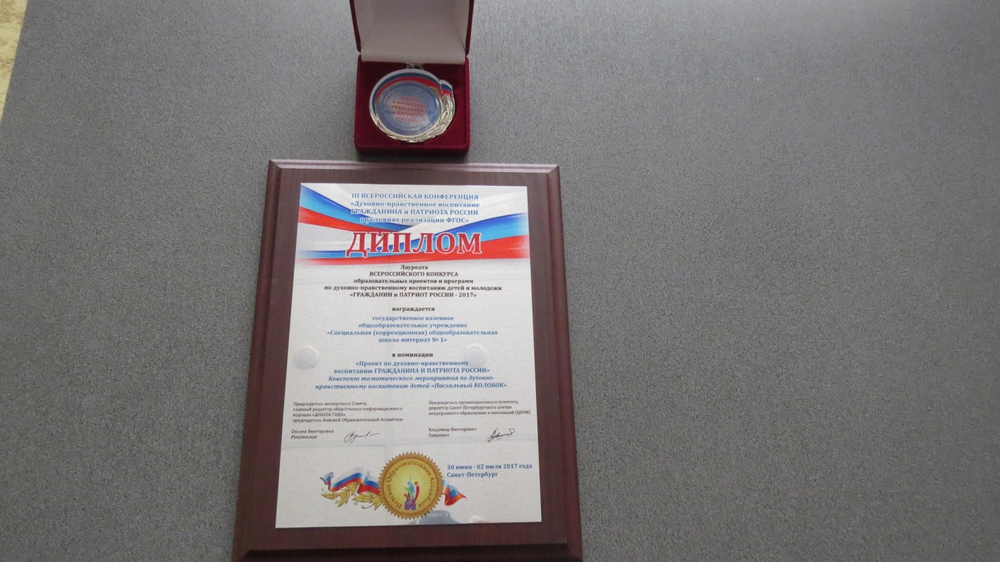 «ГРАЖДАНИНА
и ПАТРИОТА
РОССИИ»
III ВСЕРОССИЙСКАЯ КОНФЕРЕНЦИЯ
«Духовно-нравственное воспитание
ГРАЖДАНИНА и ПАТРИОТА РОССИИ
в условиях реализации ФГОС»
ДИПЛОМ
Лауреата
ВСЕРОССИЙСКОГО КОНКУРСА
образовательных проектов и программ
по духовно-нравственному воспитанию детей и молодежи
«ГРАЖДАНИН и ПАТРИОТ РОССИИ - 2017»
награждается
государственное казенное
общеобразовательное учреждение
«Специальная (коррекционная) общеобразовательная
школа-интернат № 1»
в номинации
«Проект по духовно-нравственному
воспитанию ГРАЖДАНИНА И ПАТРИОТА РОССИИ»
Конспект тематического мероприятия по духовно-
нравственному воспитанию детей «Пасхальный КОЛОБОК»
Председатель экспертного Совета,
главный редактор общественно-информационного
журнала «ШКОЛА ГОДА»,
председатель Невской Образовательной Ассамблеи
Оксана Викторовна
Румлянская
Председатель организационного комитета,
директор Санкт-Петербургского центра
непрерывного образования и инноваций (ЦНОИ)
Владимир Викторович
Завражин
30 июня - 02 июля 2017 года
Санкт-Петербург
Невская Образовательная Ассамблея